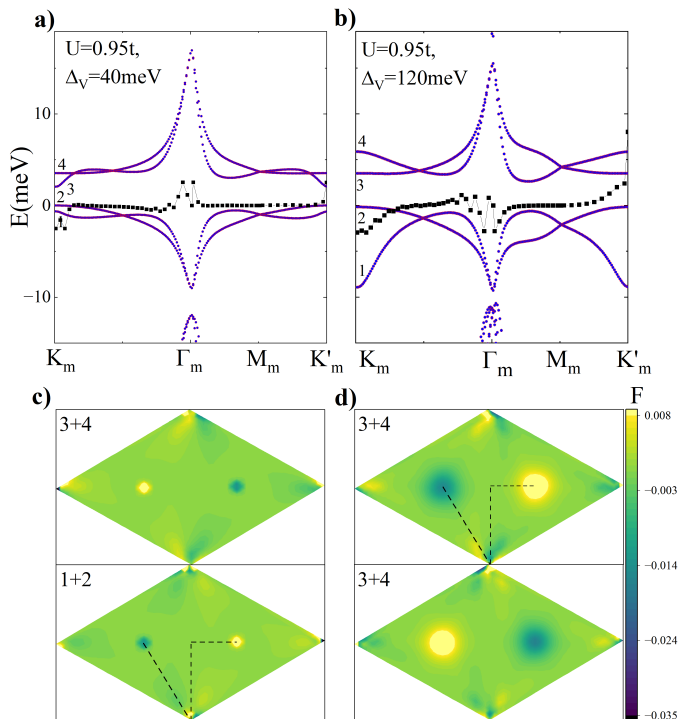 a)
b)
U=0.95t,
Δ_V=40meV
U=0.95t,
Δ_V=120meV
E(meV)
10
0
−10
4
3
2
4
3
2
1
K_m
Γ_m
M_m
K'_m
K_m
Γ_m
M_m
K'_m
c)
d)
F
3+4
3+4
1+2
3+4
0.008
−0.003
−0.014
−0.024
−0.035